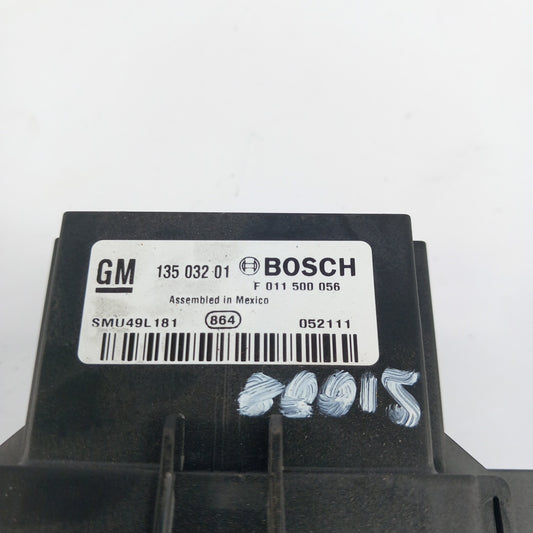 GM 135 032 01 BOSCH
F 011 500 056
Assembled in Mexico
SMU49L181 864 052111
00015